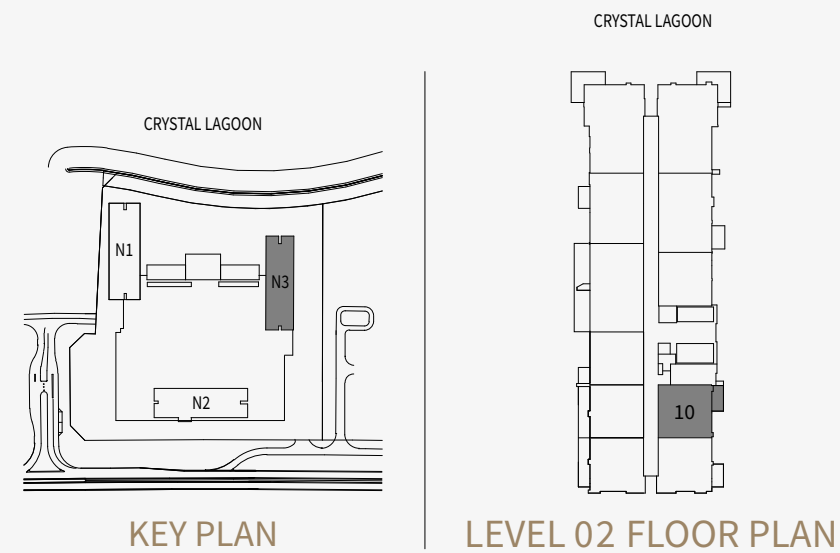 CRYSTAL LAGOON
N1
N3
N2
KEY PLAN
CRYSTAL LAGOON
10
LEVEL 02 FLOOR PLAN